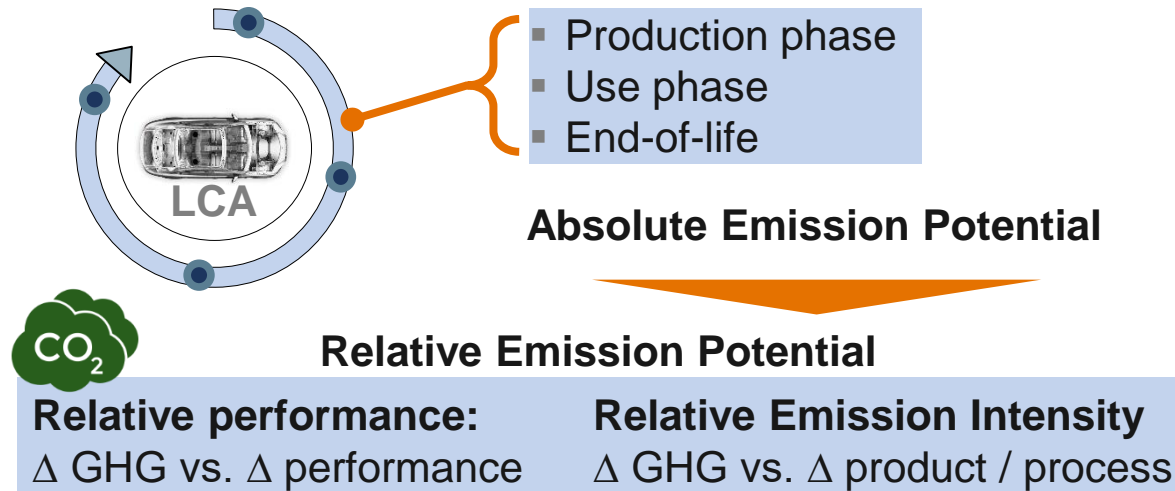 ▪ Production phase
▪ Use phase
▪ End-of-life
LCA
Absolute Emission Potential
CO₂
Relative Emission Potential
Relative performance:
Δ GHG vs. Δ performance
Relative Emission Intensity
Δ GHG vs. Δ product / process